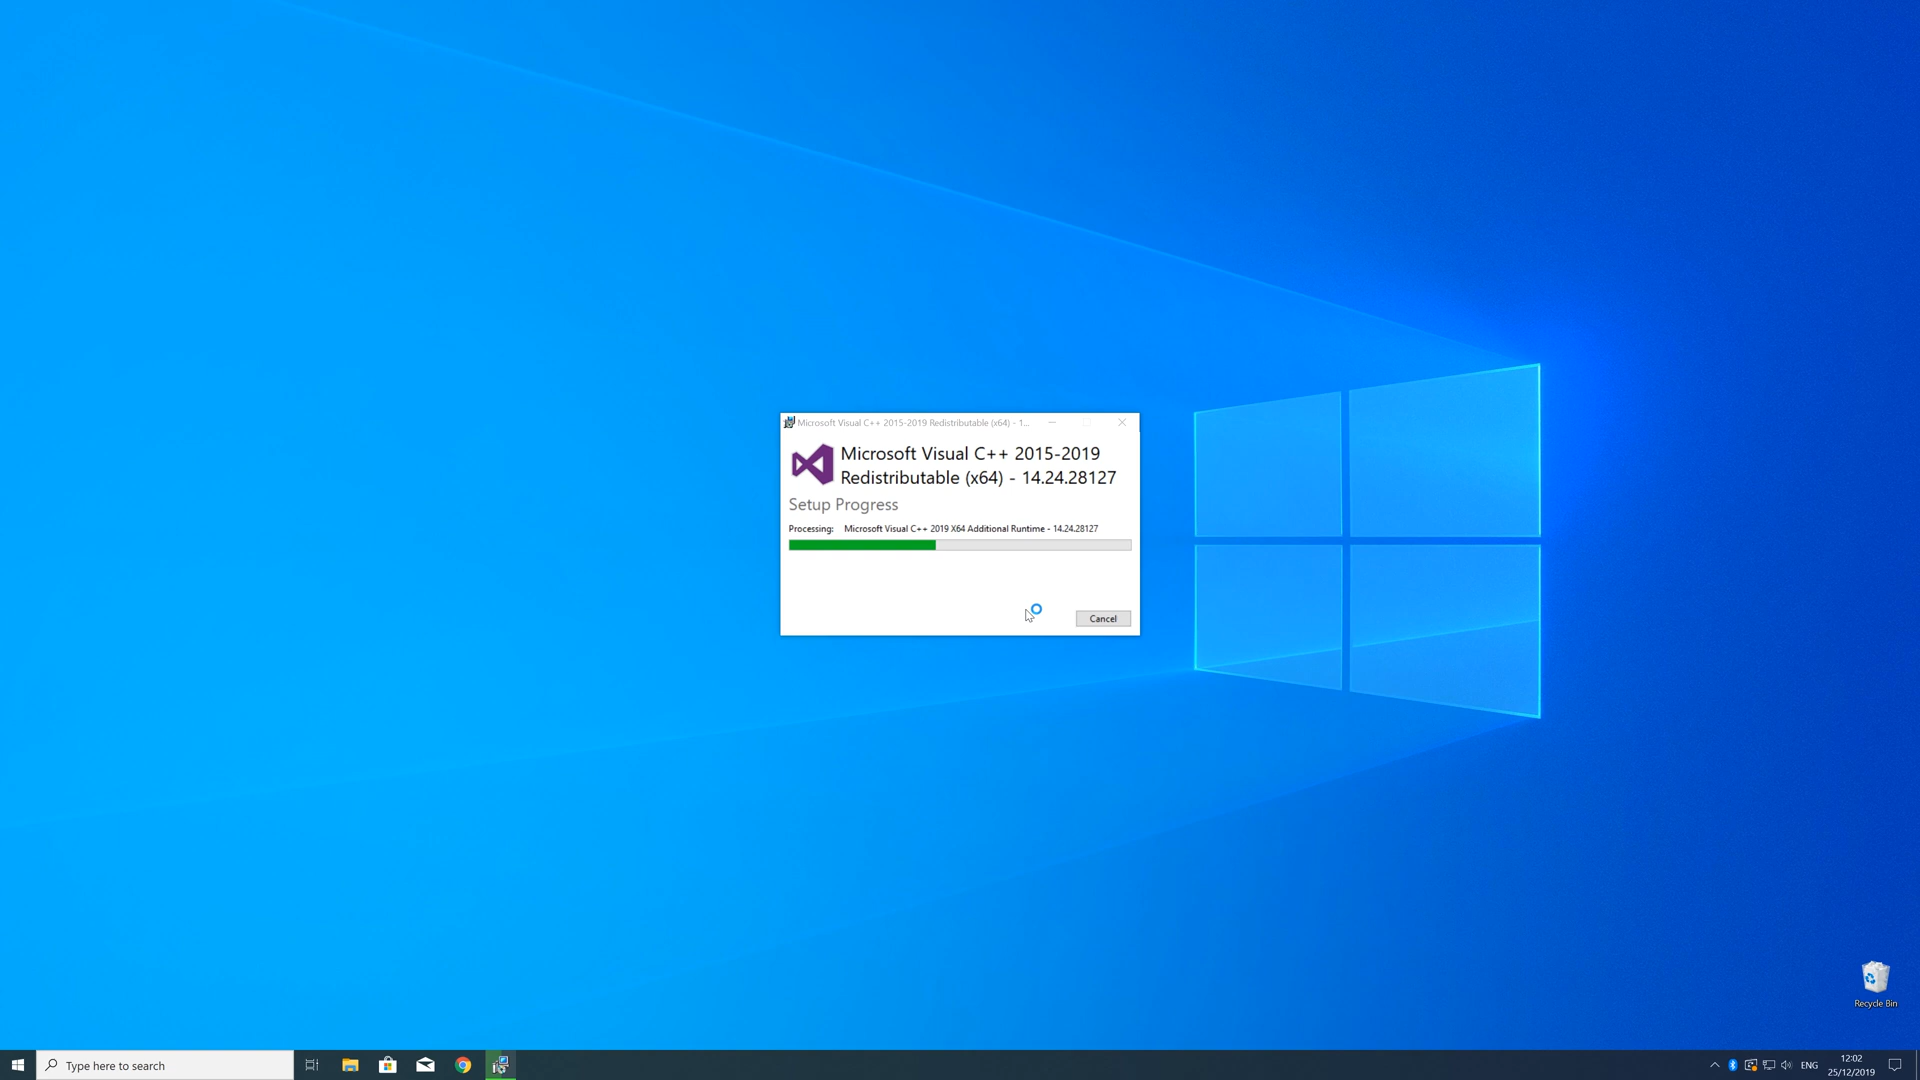 Microsoft Visual C++ 2015-2019 Redistributable (x64) - 1...
Microsoft Visual C++ 2015-2019
Redistributable (x64) - 14.24.28127
Setup Progress
Processing: Microsoft Visual C++ 2019 X64 Additional Runtime - 14.24.28127
Cancel
Recycle Bin
Type here to search
ENG
12:02
25/12/2019